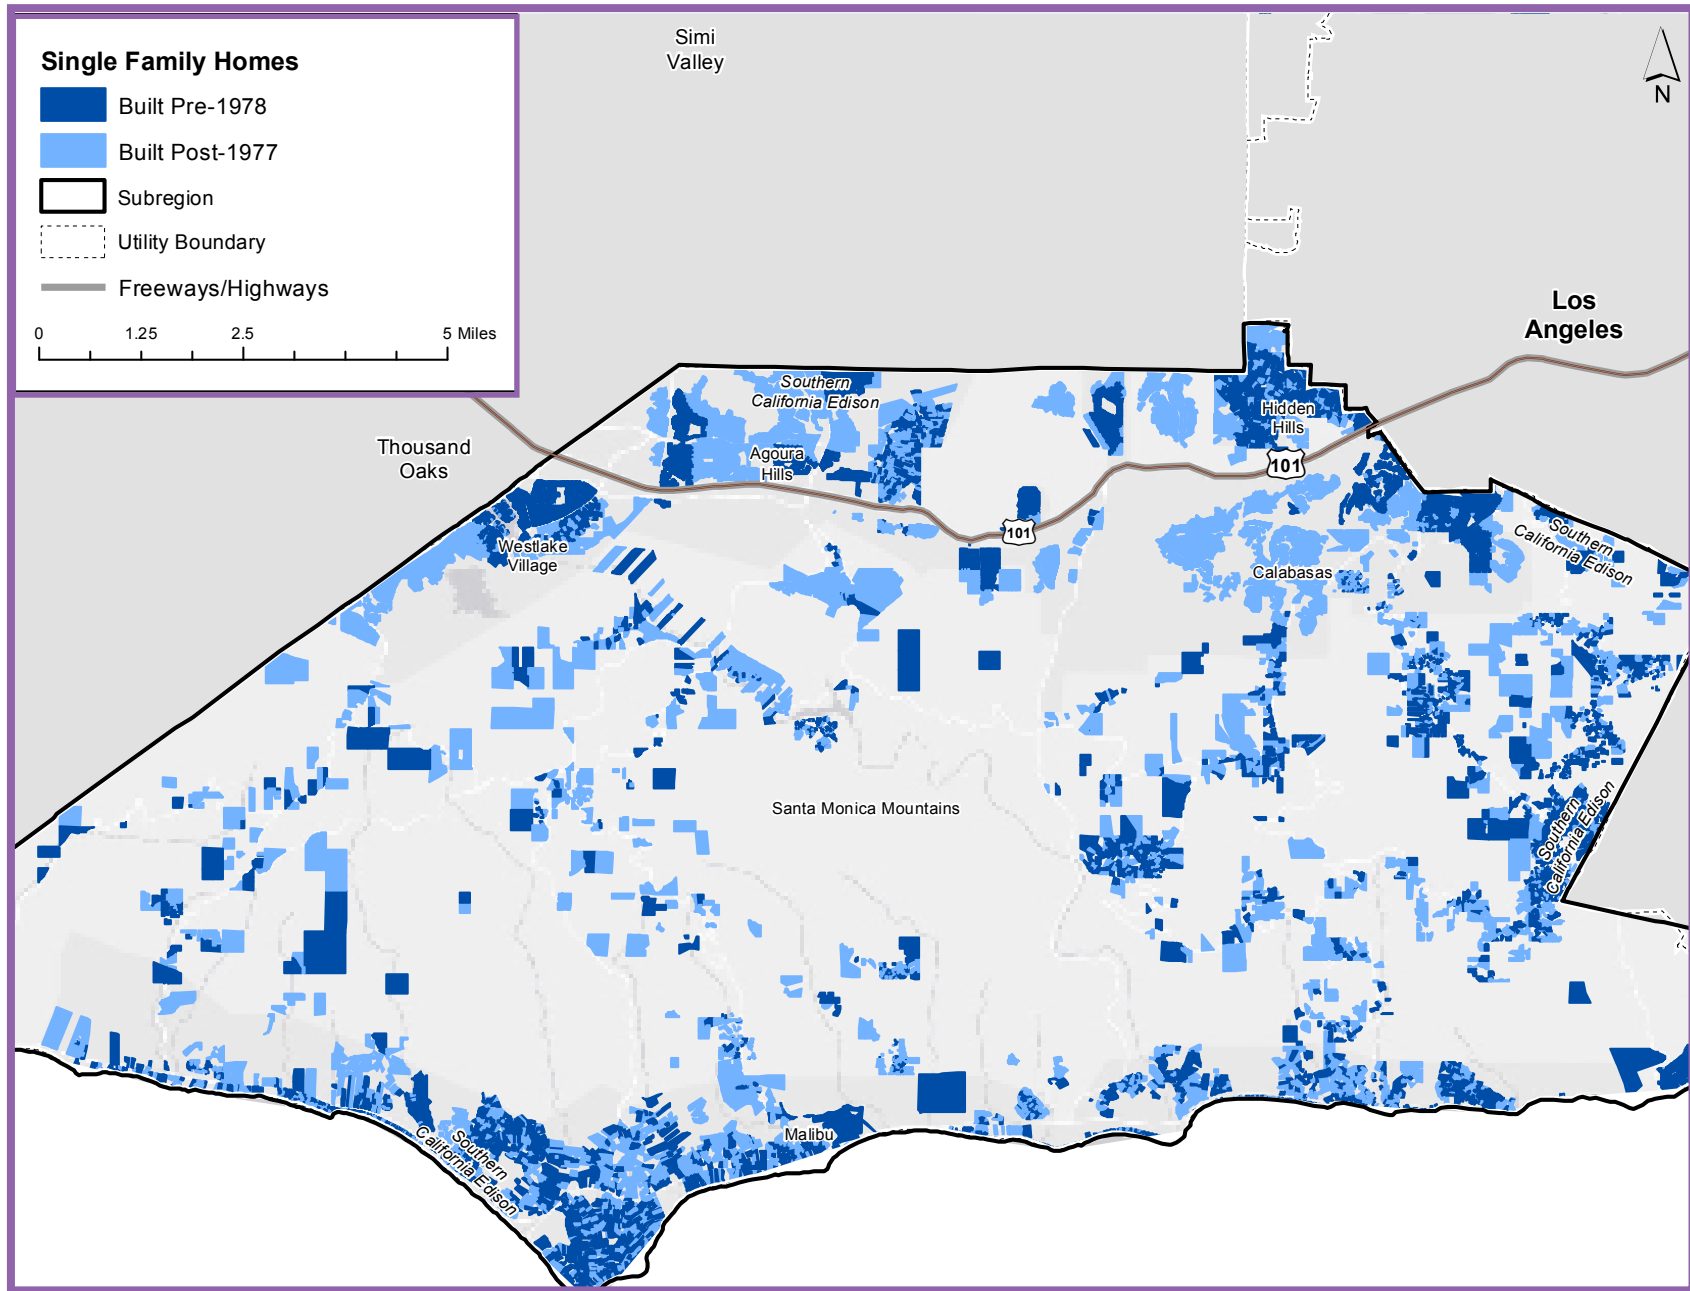 Single Family Homes
Built Pre-1978
Built Post-1977
Subregion
Utility Boundary
Freeways/Highways
0 1.25 2.5 5 Miles
Simi
Valley
N
Los
Angeles
Thousand
Oaks
Southern
California Edison
Agoura
Hills
Hidden
Hills
101
101
Westlake
Village
Calabasas
Southern
California Edison
Santa Monica Mountains
Southern
California Edison
Malibu
Southern
California Edison